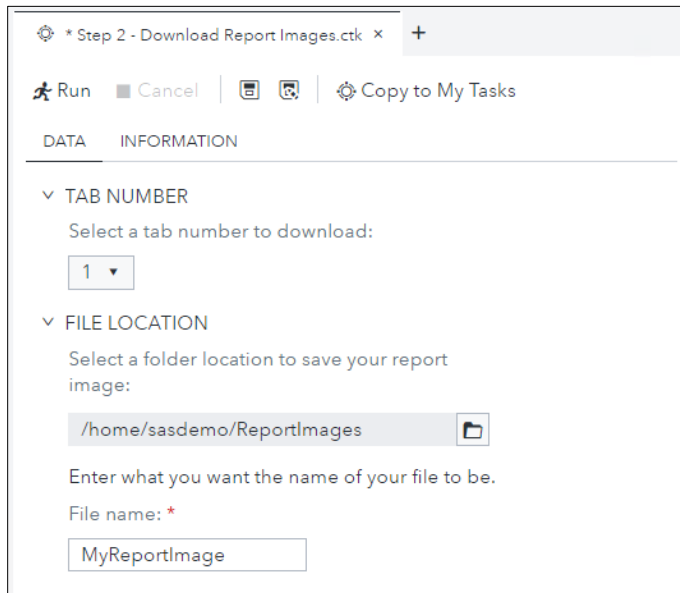 * Step 2 - Download Report Images.ctk × +
Run Cancel Copy to My Tasks
DATA INFORMATION
TAB NUMBER
Select a tab number to download:
1
FILE LOCATION
Select a folder location to save your report
image:
/home/sasdemo/ReportImages
Enter what you want the name of your file to be.
File name: *
MyReportImage